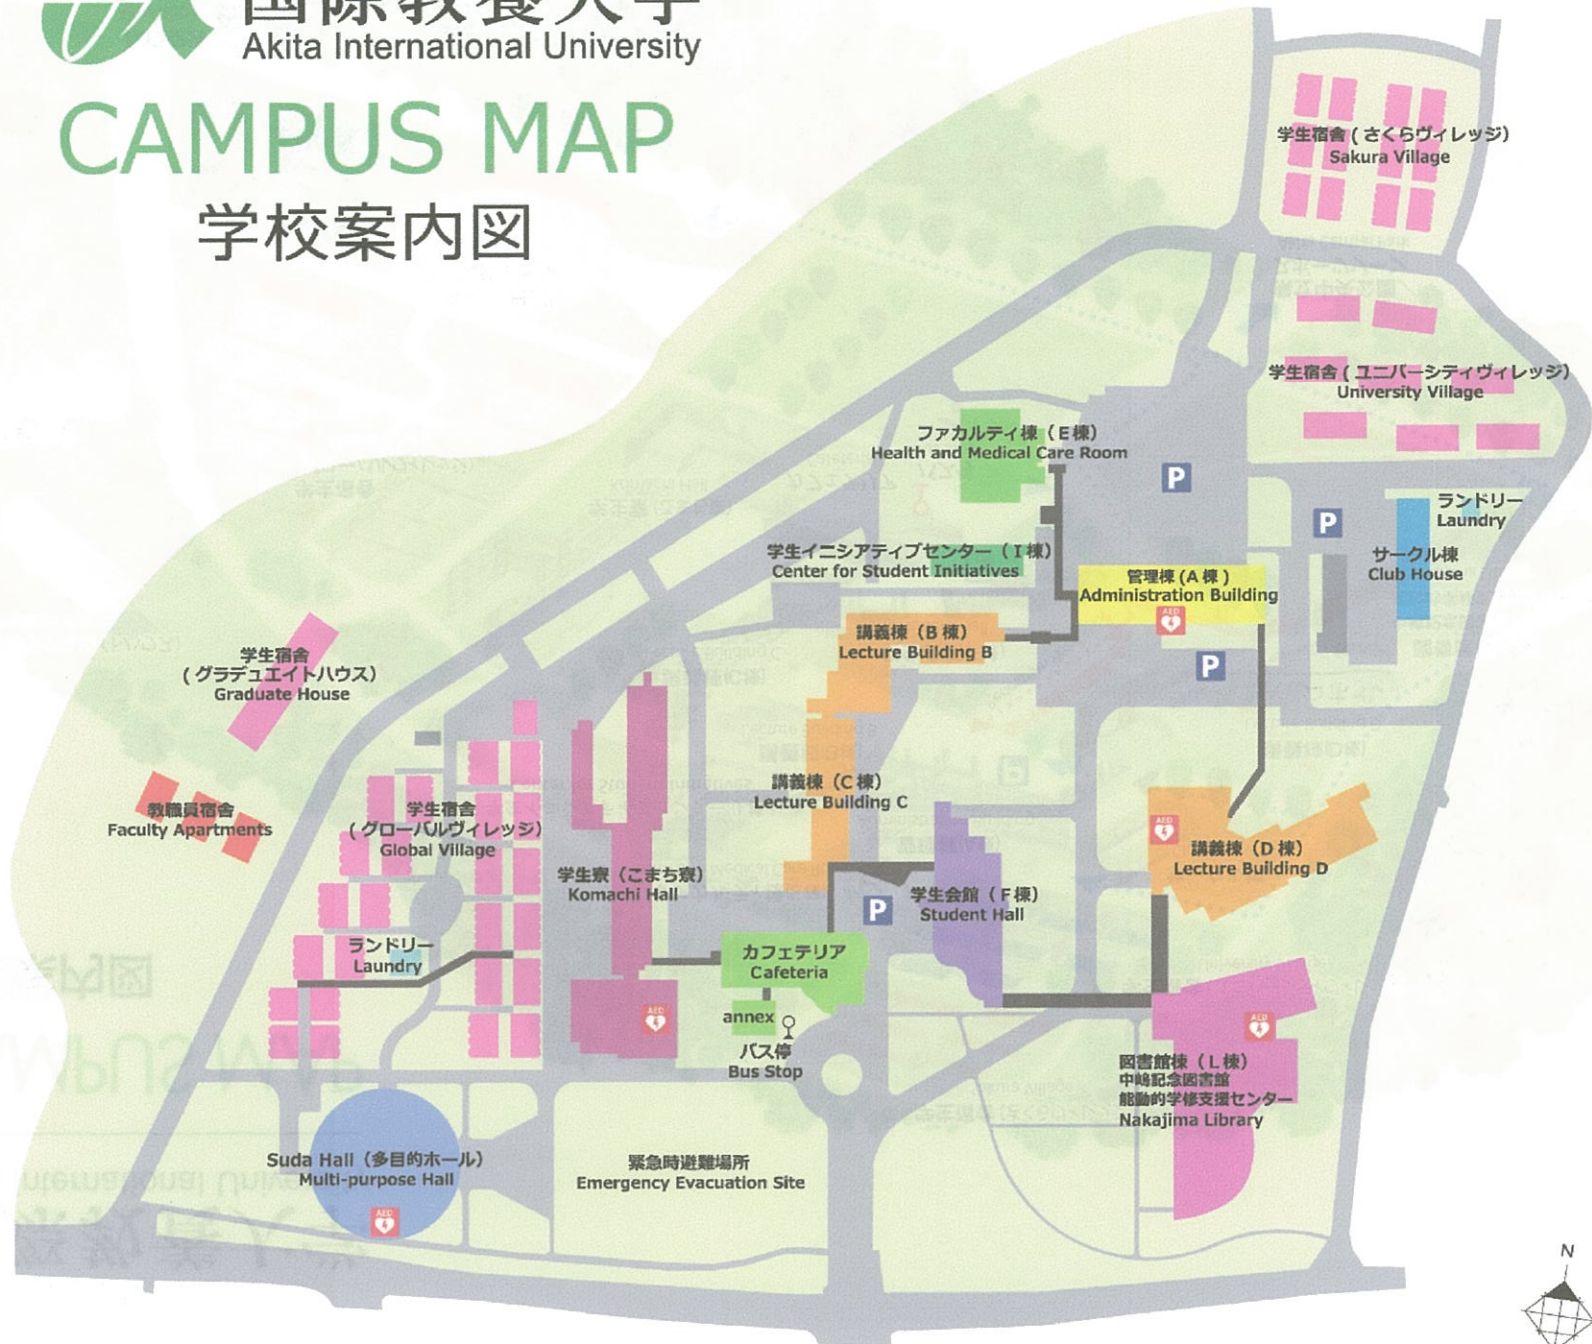 国際教養大学
Akita International University
CAMPUS MAP
学校案内図
学生宿舎 ( さくらヴィレッジ)
Sakura Village
学生宿舎 ( ユニバーシティヴィレッジ)
University Village
ファカルティ棟（E棟）
Health and Medical Care Room
P
P
ランドリー
Laundry
サークル棟
Club House
学生イニシアティブセンター（I 棟）
Center for Student Initiatives
管理棟 (A 棟 )
Administration Building
AED
講義棟（B 棟）
Lecture Building B
P
学生宿舎
( グラデュエイトハウス)
Graduate House
講義棟（C 棟）
Lecture Building C
教職員宿舎
Faculty Apartments
学生宿舎
( グローバルヴィレッジ)
Global Village
AED
講義棟（D 棟）
Lecture Building D
学生寮（こまち寮）
Komachi Hall
P
学生会館（F 棟）
Student Hall
ランドリー
Laundry
カフェテリア
Cafeteria
annex
AED
バス停
Bus Stop
AED
図書館棟（L 棟）
中嶋記念図書館
能動的学修支援センター
Nakajima Library
Suda Hall（多目的ホール）
Multi-purpose Hall
AED
緊急時避難場所
Emergency Evacuation Site
N